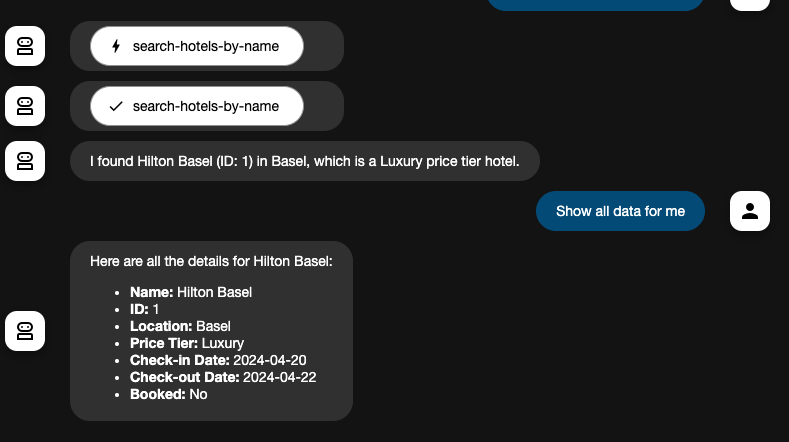 search-hotels-by-name
search-hotels-by-name
I found Hilton Basel (ID: 1) in Basel, which is a Luxury price tier hotel.
Show all data for me
Here are all the details for Hilton Basel:
• Name: Hilton Basel
• ID: 1
• Location: Basel
• Price Tier: Luxury
• Check-in Date: 2024-04-20
• Check-out Date: 2024-04-22
• Booked: No